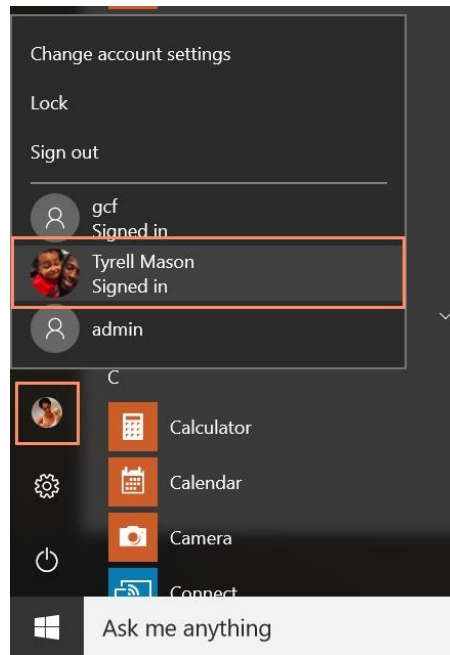 Change account settings
Lock
Sign out
gcf
Signed in
Tyrell Mason
Signed in
admin
C
Calculator
Calendar
Camera
Connect
Ask me anything